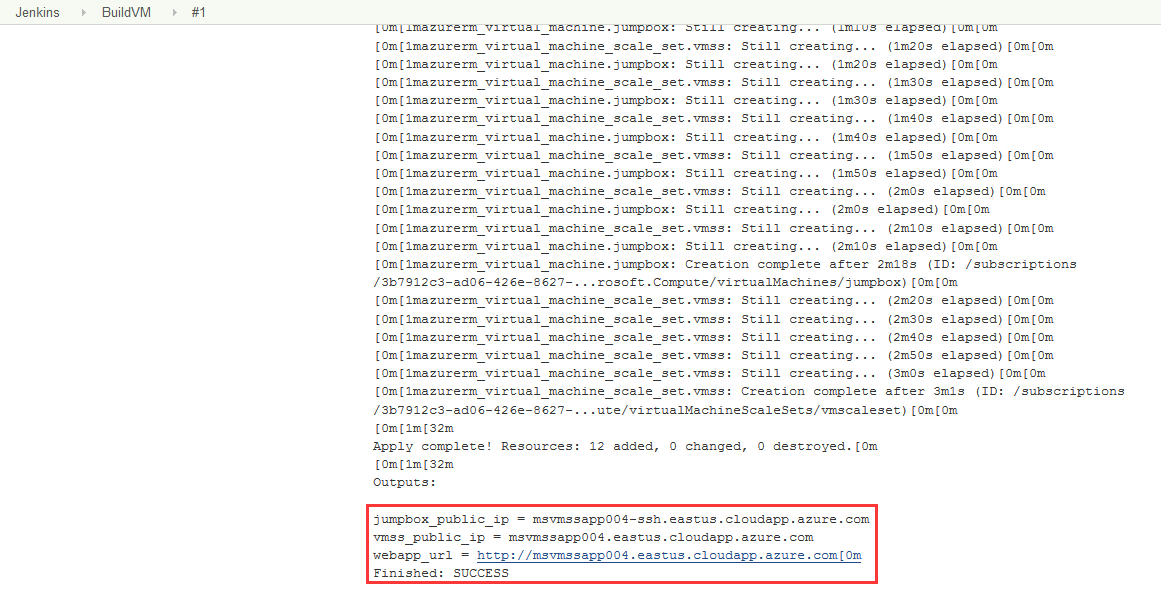 Jenkins BuildVM #1
[0m[1mazurerm_virtual_machine.jumpbox: Still creating... (1m10s elapsed)[0m[0m
[0m[1mazurerm_virtual_machine_scale_set.vmss: Still creating... (1m20s elapsed)[0m[0m
[0m[1mazurerm_virtual_machine.jumpbox: Still creating... (1m20s elapsed)[0m[0m
[0m[1mazurerm_virtual_machine_scale_set.vmss: Still creating... (1m30s elapsed)[0m[0m
[0m[1mazurerm_virtual_machine.jumpbox: Still creating... (1m30s elapsed)[0m[0m
[0m[1mazurerm_virtual_machine_scale_set.vmss: Still creating... (1m40s elapsed)[0m[0m
[0m[1mazurerm_virtual_machine.jumpbox: Still creating... (1m40s elapsed)[0m[0m
[0m[1mazurerm_virtual_machine_scale_set.vmss: Still creating... (1m50s elapsed)[0m[0m
[0m[1mazurerm_virtual_machine.jumpbox: Still creating... (1m50s elapsed)[0m[0m
[0m[1mazurerm_virtual_machine_scale_set.vmss: Still creating... (2m0s elapsed)[0m[0m
[0m[1mazurerm_virtual_machine.jumpbox: Still creating... (2m0s elapsed)[0m[0m
[0m[1mazurerm_virtual_machine_scale_set.vmss: Still creating... (2m10s elapsed)[0m[0m
[0m[1mazurerm_virtual_machine.jumpbox: Still creating... (2m10s elapsed)[0m[0m
[0m[1mazurerm_virtual_machine.jumpbox: Creation complete after 2m18s (ID: /subscriptions
/3b7912c3-ad06-426e-8627-...rosoft.Compute/virtualMachines/jumpbox)[0m[0m
[0m[1mazurerm_virtual_machine_scale_set.vmss: Still creating... (2m20s elapsed)[0m[0m
[0m[1mazurerm_virtual_machine_scale_set.vmss: Still creating... (2m30s elapsed)[0m[0m
[0m[1mazurerm_virtual_machine_scale_set.vmss: Still creating... (2m40s elapsed)[0m[0m
[0m[1mazurerm_virtual_machine_scale_set.vmss: Still creating... (2m50s elapsed)[0m[0m
[0m[1mazurerm_virtual_machine_scale_set.vmss: Still creating... (3m0s elapsed)[0m[0m
[0m[1mazurerm_virtual_machine_scale_set.vmss: Creation complete after 3m1s (ID: /subscriptions
/3b7912c3-ad06-426e-8627-...ute/virtualMachineScaleSets/vmscaleset)[0m[0m
[0m[1m[32m
Apply complete! Resources: 12 added, 0 changed, 0 destroyed.[0m
[0m[1m[32m
Outputs:
jumpbox_public_ip = msvmssapp004-ssh.eastus.cloudapp.azure.com
vmss_public_ip = msvmssapp004.eastus.cloudapp.azure.com
webapp_url = http://msvmssapp004.eastus.cloudapp.azure.com[0m
Finished: SUCCESS